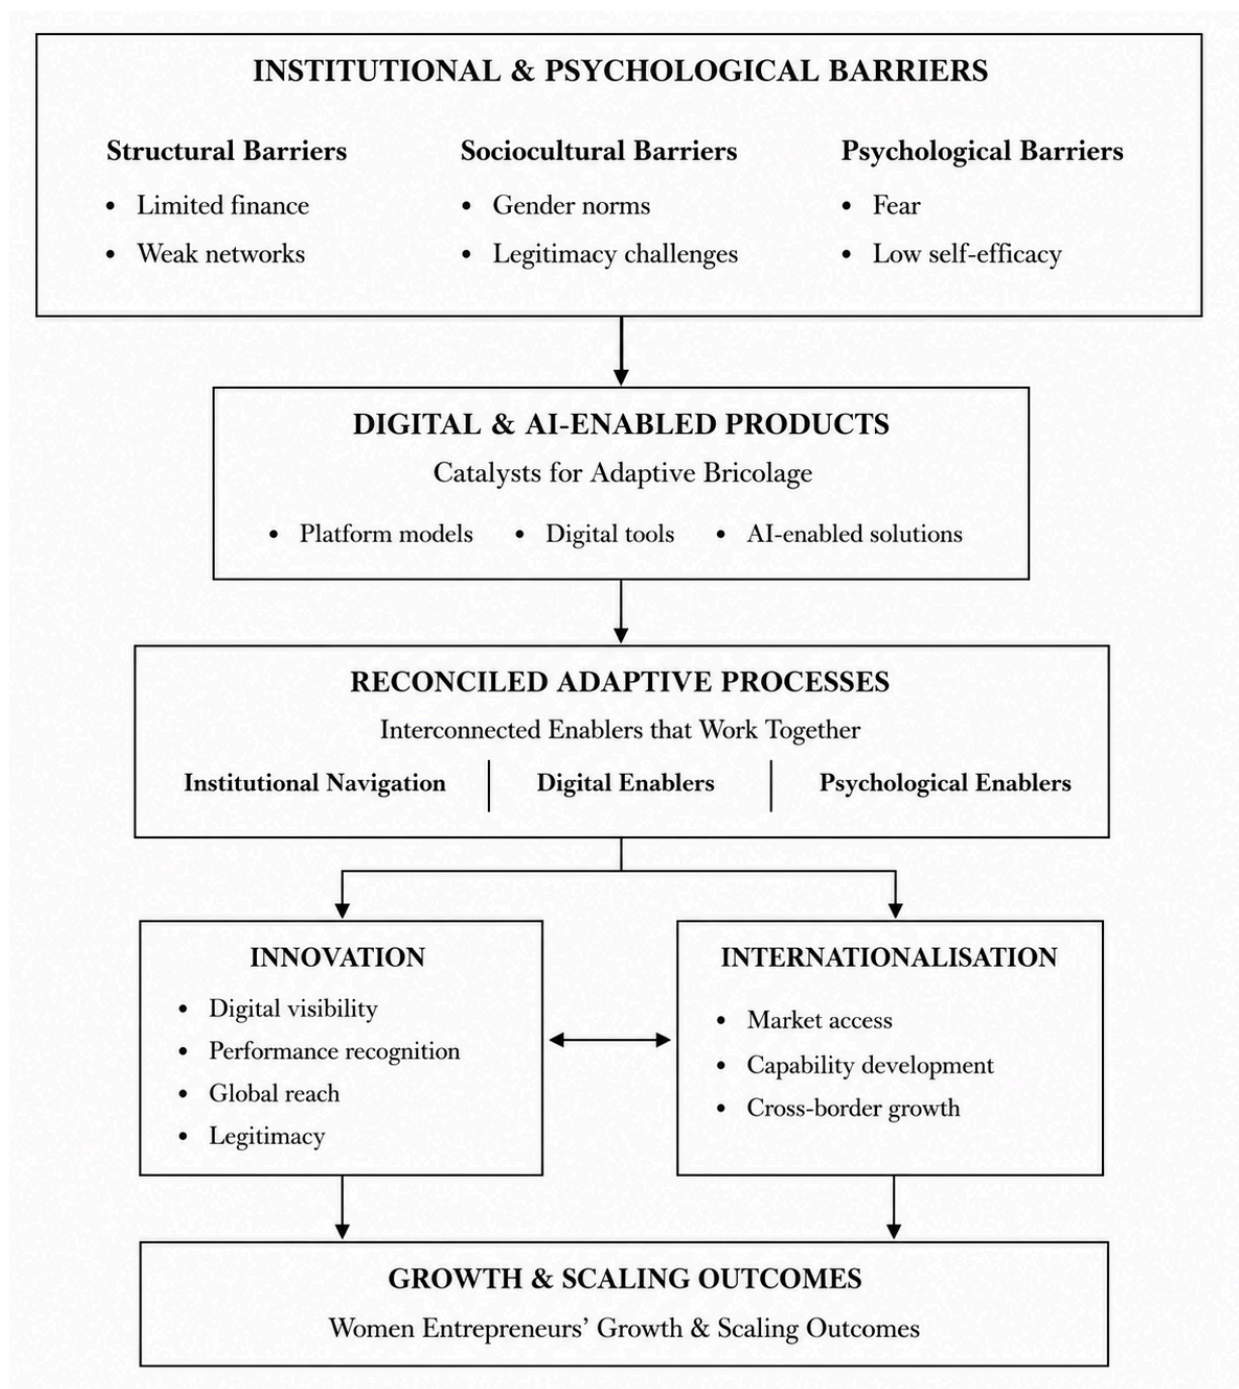 INSTITUTIONAL & PSYCHOLOGICAL BARRIERS
Structural Barriers
• Limited finance
• Weak networks
Sociocultural Barriers
• Gender norms
• Legitimacy challenges
Psychological Barriers
• Fear
• Low self-efficacy
DIGITAL & AI-ENABLED PRODUCTS
Catalysts for Adaptive Bricolage
• Platform models • Digital tools • AI-enabled solutions
RECONCILED ADAPTIVE PROCESSES
Interconnected Enablers that Work Together
Institutional Navigation | Digital Enablers | Psychological Enablers
INNOVATION
• Digital visibility
• Performance recognition
• Global reach
• Legitimacy
INTERNATIONALISATION
• Market access
• Capability development
• Cross-border growth
GROWTH & SCALING OUTCOMES
Women Entrepreneurs’ Growth & Scaling Outcomes